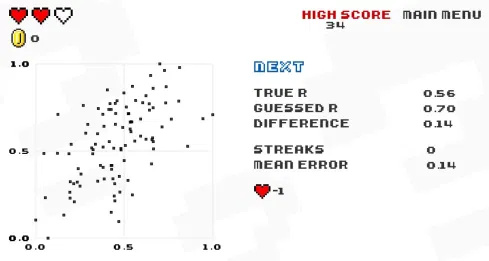 HIGH SCORE MAIN MENU
34
J 0
NEXT
TRUE R 0.56
GUESSED R 0.70
DIFFERENCE 0.14
STREAKS 0
MEAN ERROR 0.14
-1
1.0
0.5
0.0
0.0 0.5 1.0